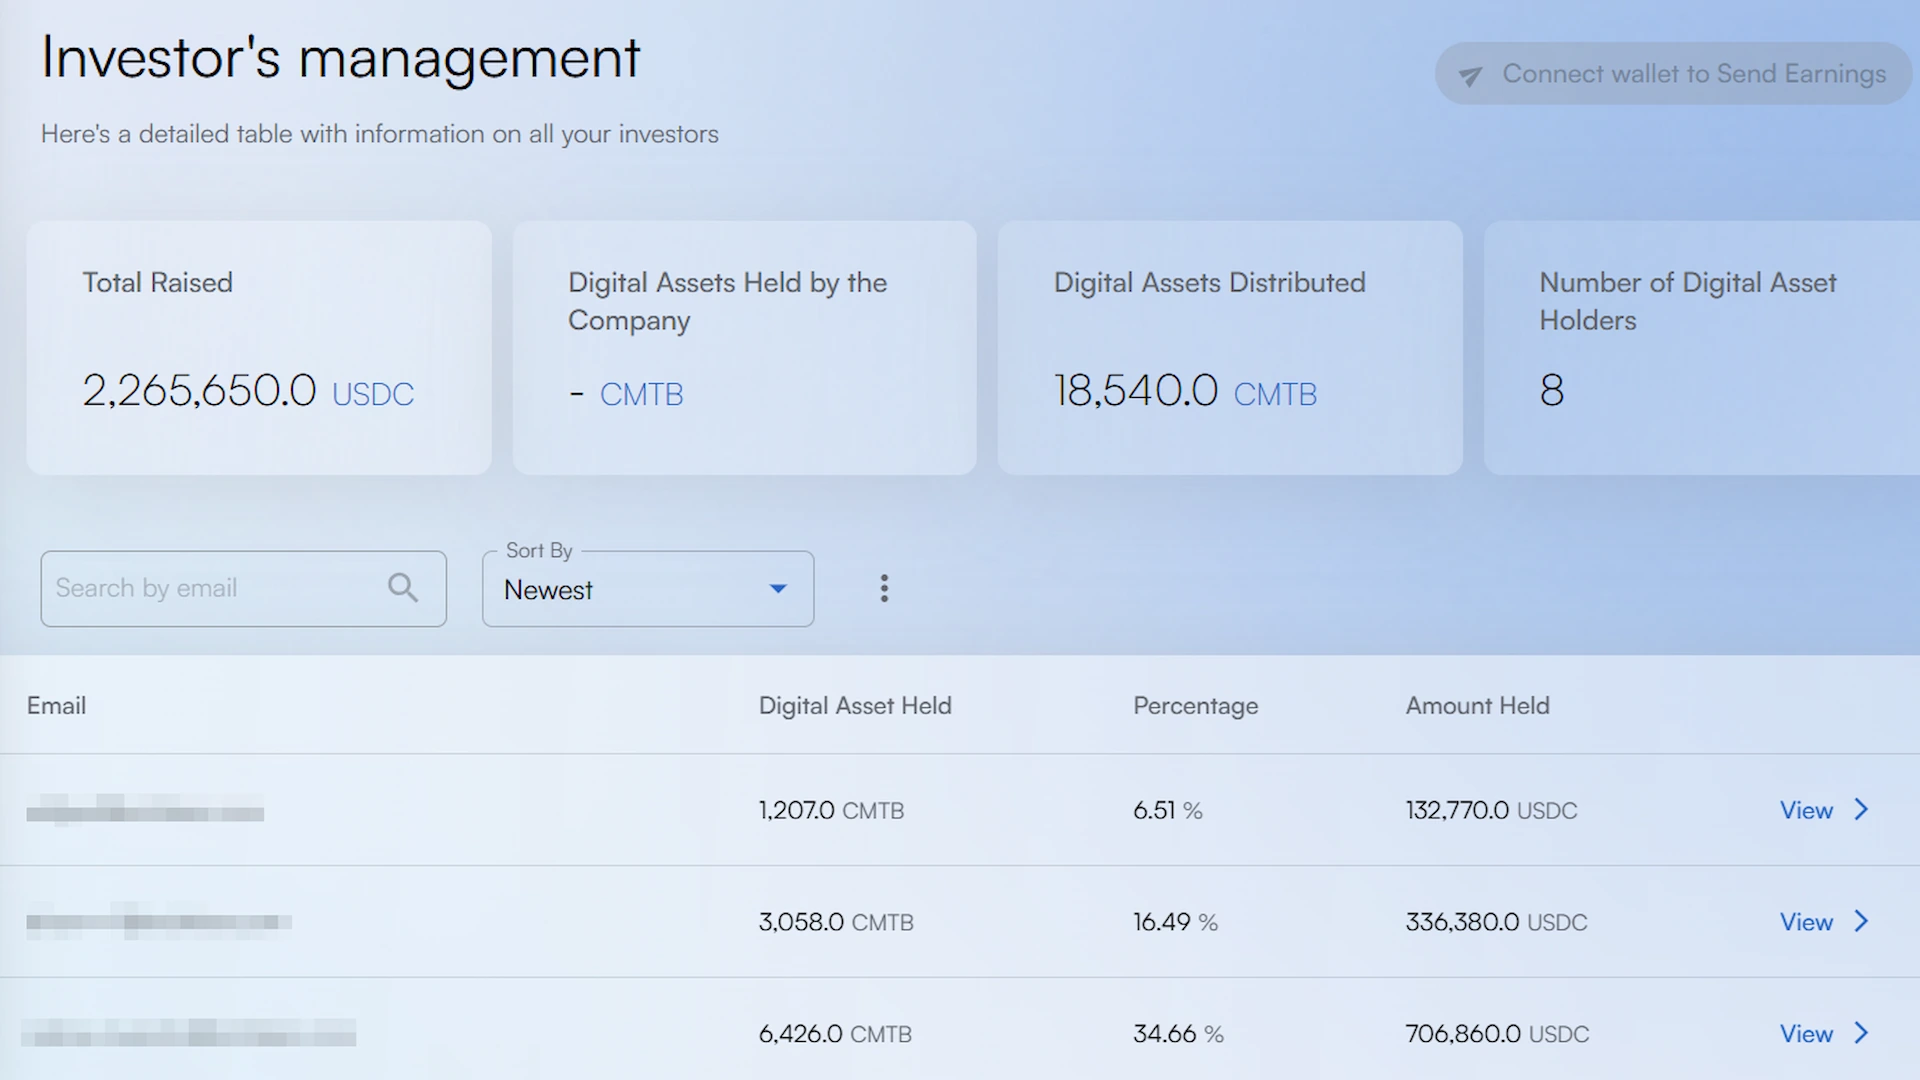 Investor's management
Connect wallet to Send Earnings
Here's a detailed table with information on all your investors
Total Raised
2,265,650.0 USDC
Digital Assets Held by the
Company
- CMTB
Digital Assets Distributed
18,540.0 CMTB
Number of Digital Asset
Holders
8
Search by email
Sort By
Newest
Email Digital Asset Held Percentage Amount Held
1,207.0 CMTB 6.51 % 132,770.0 USDC View
3,058.0 CMTB 16.49 % 336,380.0 USDC View
6,426.0 CMTB 34.66 % 706,860.0 USDC View